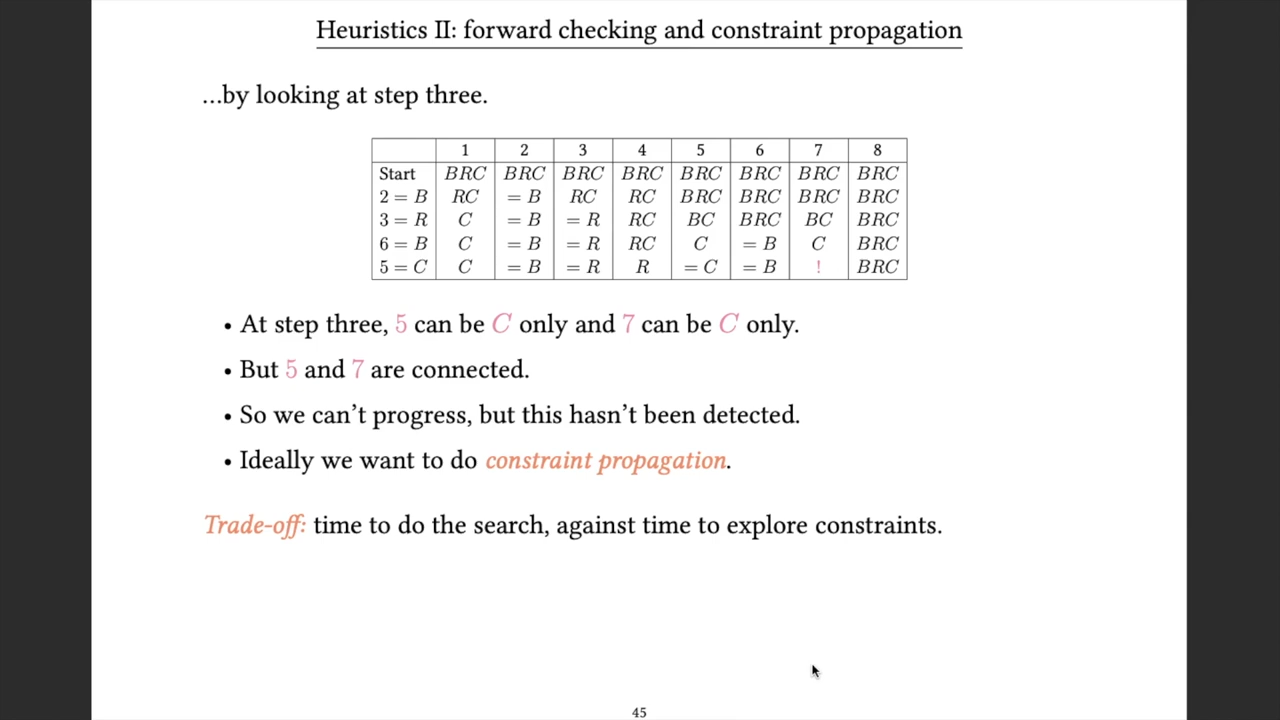 Heuristics II: forward checking and constraint propagation
…by looking at step three.
1 2 3 4 5 6 7 8
Start BRC BRC BRC BRC BRC BRC BRC BRC
2 = B RC = B RC RC BRC BRC BRC BRC
3 = R C = B = R RC BC BRC BC BRC
6 = B C = B = R RC C = B C BRC
5 = C C = B = R R = C = B ! BRC
• At step three, 5 can be C only and 7 can be C only.
• But 5 and 7 are connected.
• So we can’t progress, but this hasn’t been detected.
• Ideally we want to do constraint propagation.
Trade-off: time to do the search, against time to explore constraints.
45